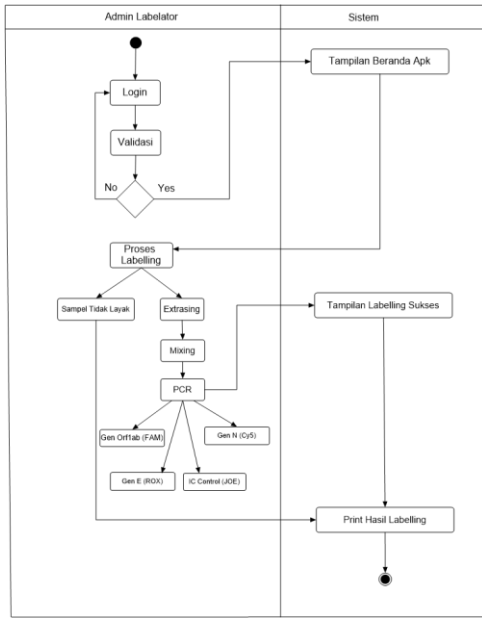 Admin Labelator
Sistem
Login
Tampilan Beranda Apk
Validasi
No
Yes
Proses
Labelling
Sampel Tidak Layak
Extrasing
Tampilan Labelling Sukses
Mixing
PCR
Gen Orf1ab (FAM)
Gen N (Cy5)
Gen E (ROX)
IC Control (JOE)
Print Hasil Labelling